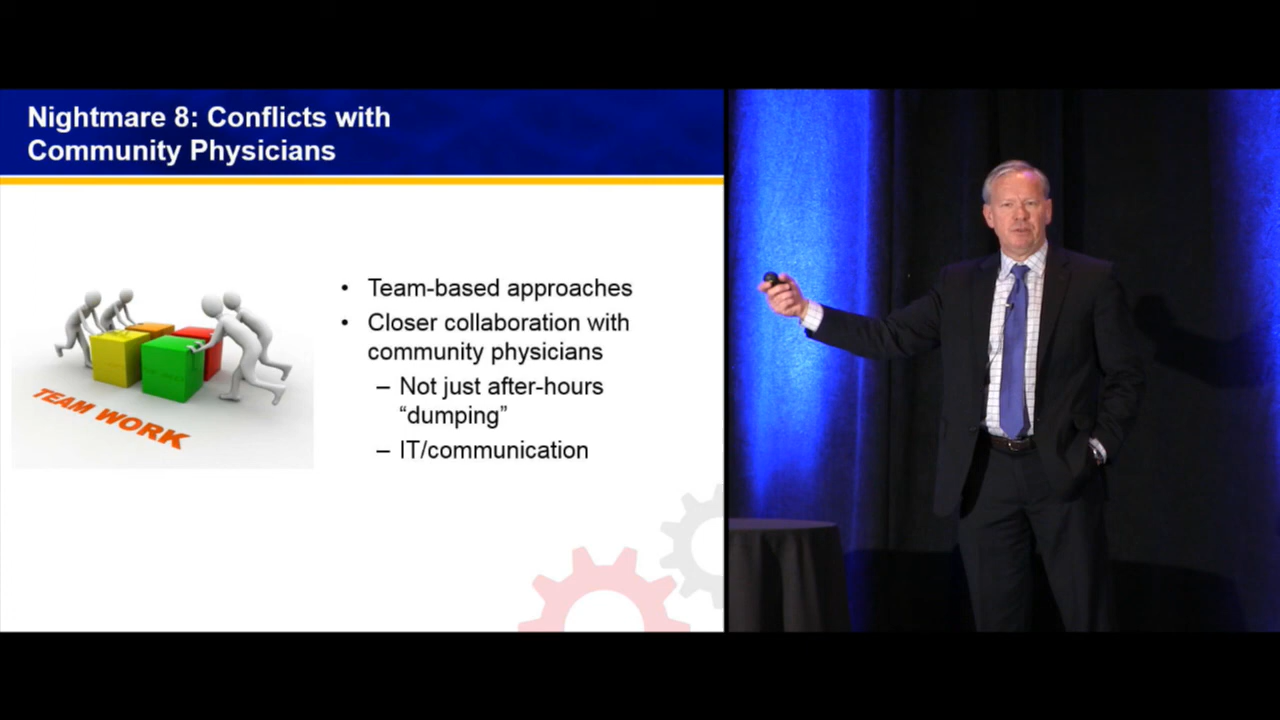 Nightmare 8: Conflicts with
Community Physicians
• Team-based approaches
• Closer collaboration with
community physicians
– Not just after-hours
“dumping”
– IT/communication
TEAM WORK